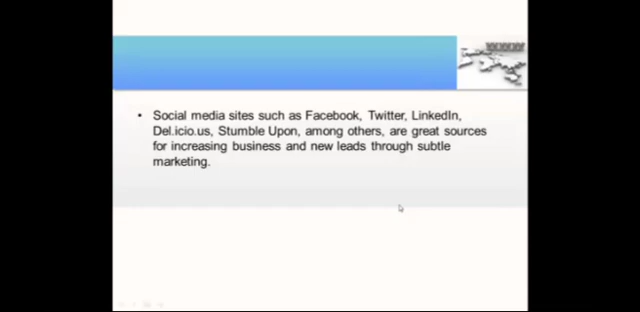 • Social media sites such as Facebook, Twitter, LinkedIn,
Del.icio.us, Stumble Upon, among others, are great sources
for increasing business and new leads through subtle
marketing.